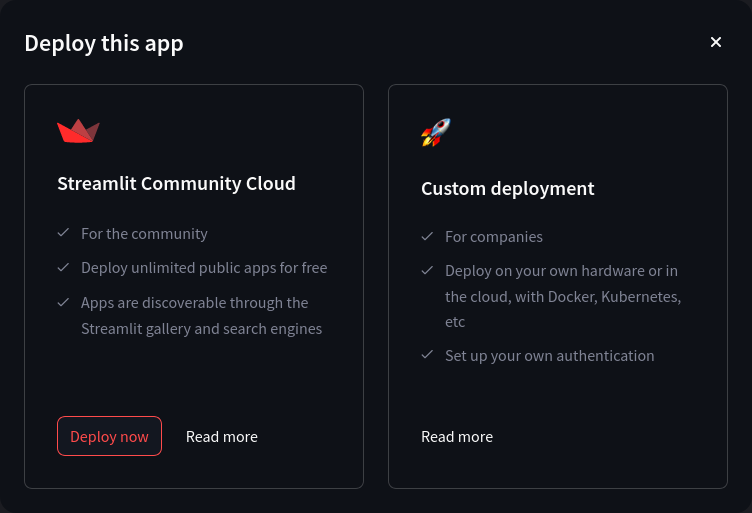 Deploy this app
Streamlit Community Cloud
For the community
Deploy unlimited public apps for free
Apps are discoverable through the
Streamlit gallery and search engines
Deploy now
Read more
Custom deployment
For companies
Deploy on your own hardware or in
the cloud, with Docker, Kubernetes,
etc
Set up your own authentication
Read more